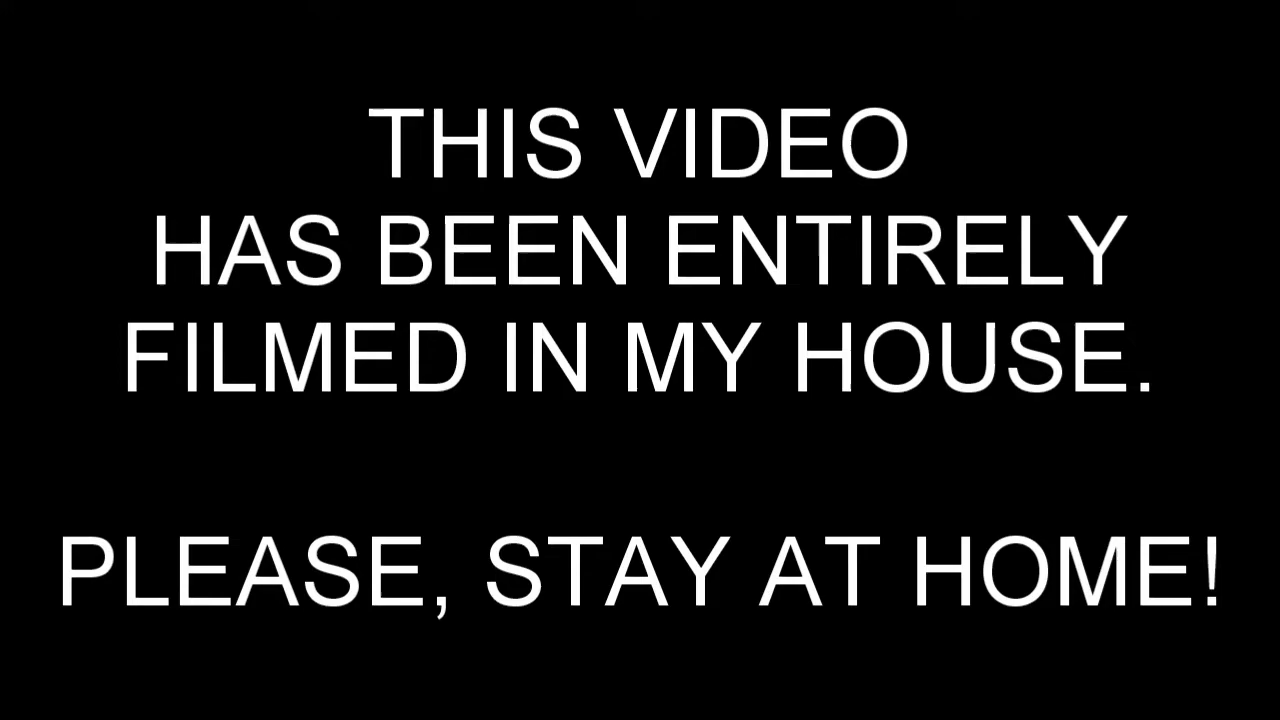 THIS VIDEO
HAS BEEN ENTIRELY
FILMED IN MY HOUSE.
PLEASE, STAY AT HOME!